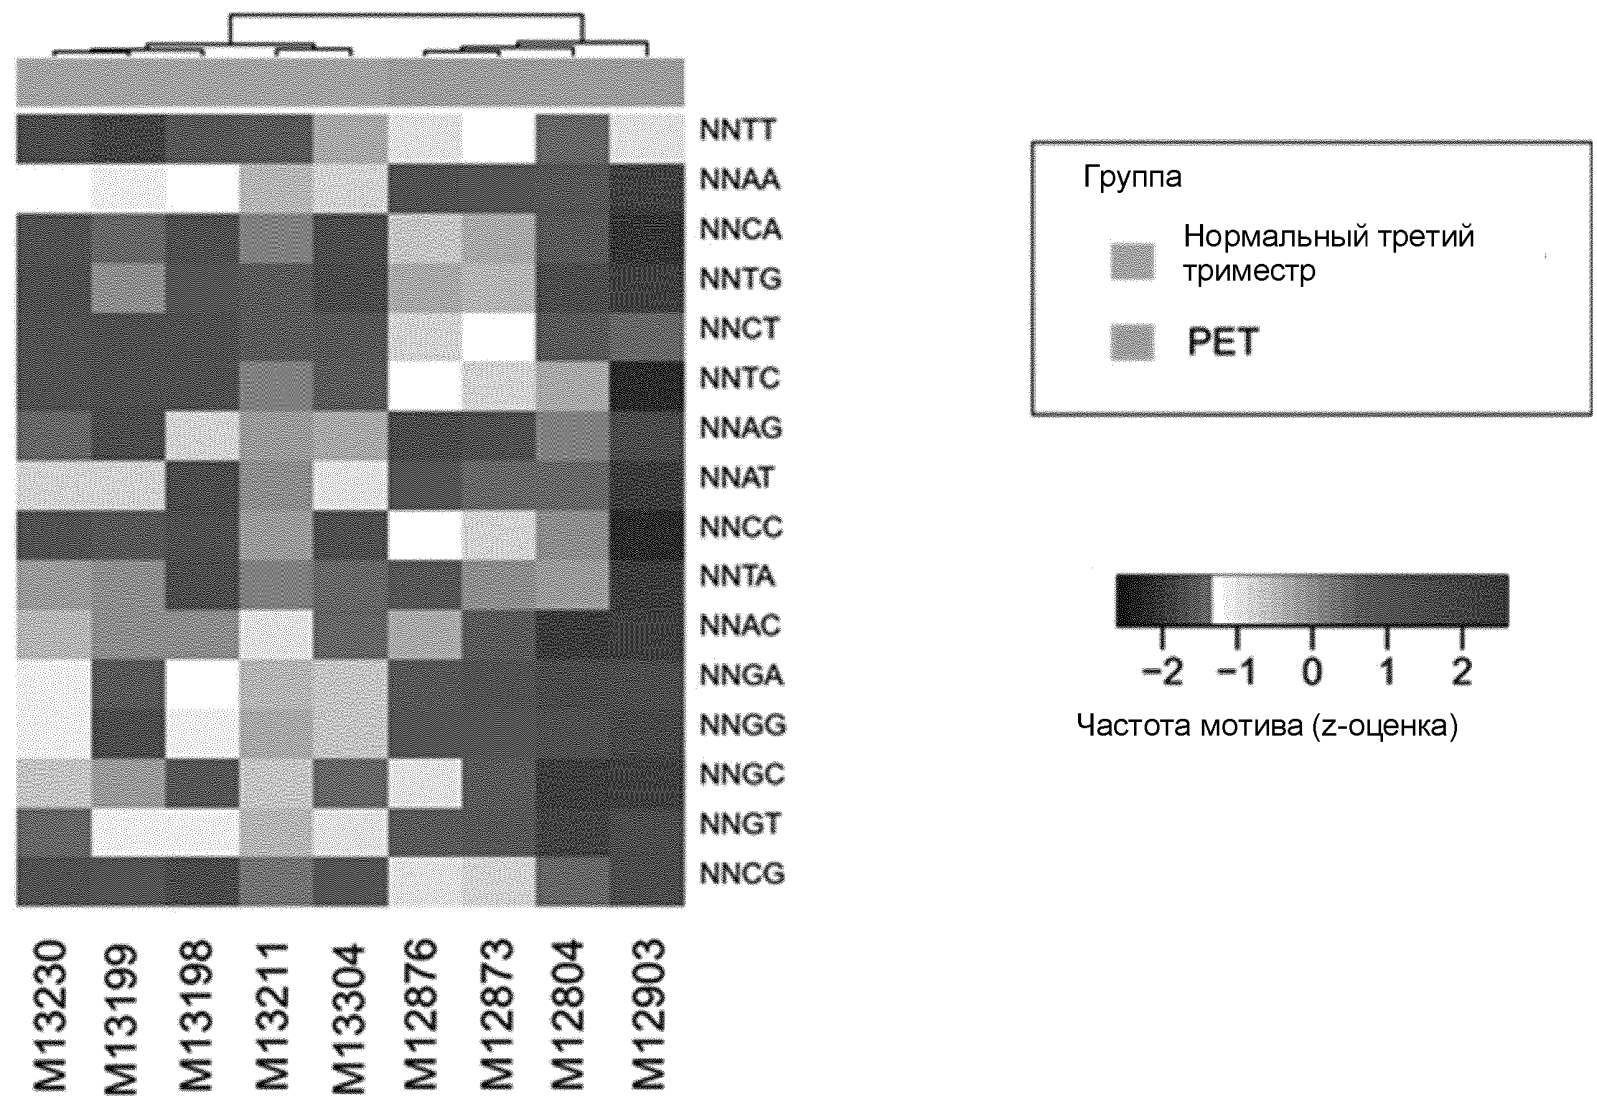 NNTT
NNAA
NNCA
NNTG
NNCT
NNTC
NNAG
NNAT
NNCC
NNTA
NNAC
NNGA
NNGG
NNGC
NNGT
NNCG
M13230
M13199
M13198
M13211
M13304
M12876
M12873
M12804
M12903
Группа
Нормальный третий
триместр
PET
−2 −1 0 1 2
Частота мотива (z-оценка)